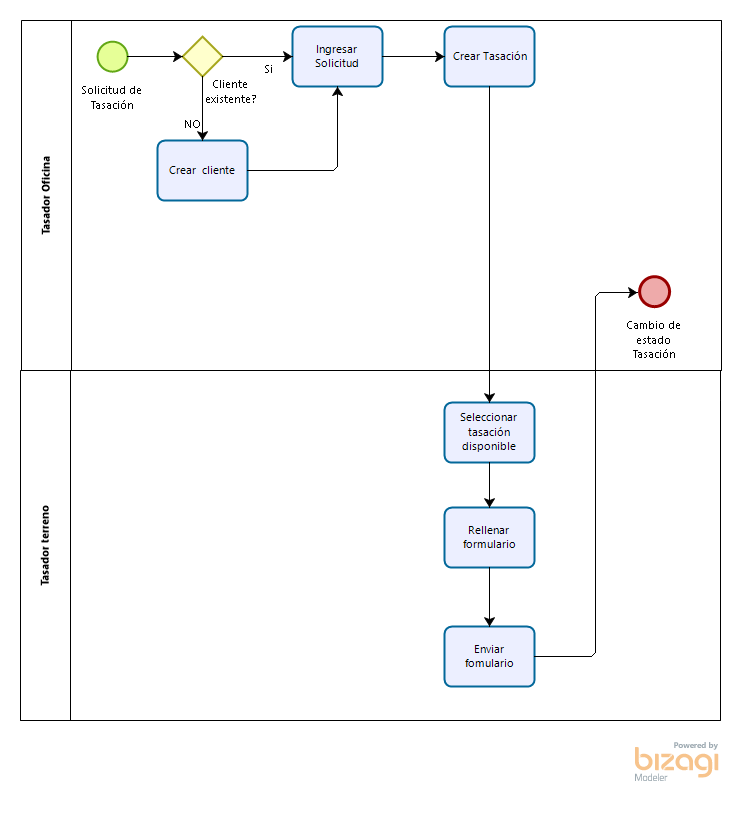 Tasador Oficina
Solicitud de
Tasación
Cliente
existente?
Si
NO
Crear cliente
Ingresar
Solicitud
Crear Tasación
Cambio de
estado
Tasación
Tasador terreno
Seleccionar
tasación
disponible
Rellenar
formulario
Enviar
fomulario
Powered by
bizagi
Modeler